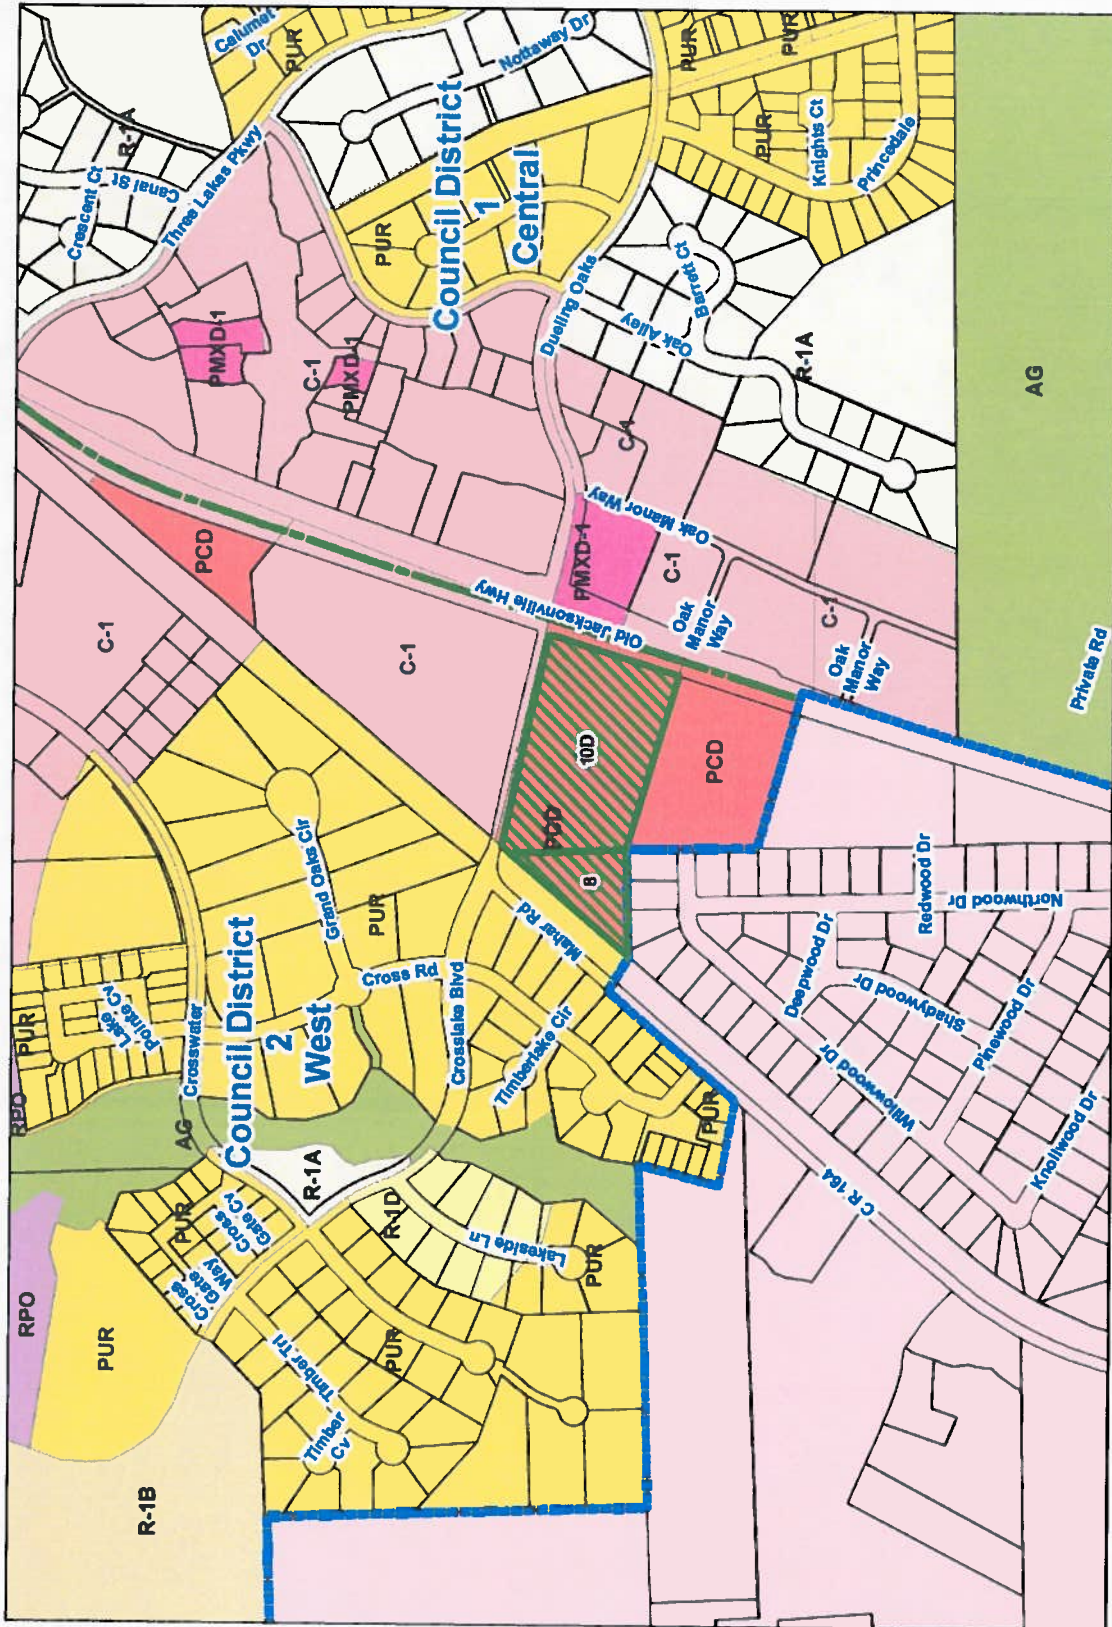 Calumet
Dr
PUR
Nottaway Dr
PUR
PUR
R-1A
Crescent Ct
Canal St
Three Lakes Pkwy
Council District
1
Central
PUR
PUR
Knights Ct
Princedale
PMXD-1
C-1
PMXD-1
Dueling Oaks
Oak Alley
Barrett Ct
R-1A
AG
C-1
PCD
C-1
Old Jacksonville Hwy
PMXD-1
Oak Manor Way
C-1
C-1
Oak
Manor
Way
C-1
Oak
Manor
Way
Private Rd
10D
PCD
B
PCD
Grand Oaks Cir
PUR
Mahar Rd
Cross Rd
Crosslake Blvd
Timberlake Cir
PUR
Council District
2
West
Crosswater
Lake
Pointe Cv
PUR
RPO
AG
R-1A
R-1D
Lakeside Ln
PUR
PUR
Cross
Gate Cv
Cross
Gate
Way
Timber Trl
PUR
Timber
Cv
RPO
PUR
R-1B
Redwood Dr
Northwood Dr
Deepwood Dr
Shadywood Dr
Pinewood Dr
Willowwood Dr
Knollwood Dr
C R 164